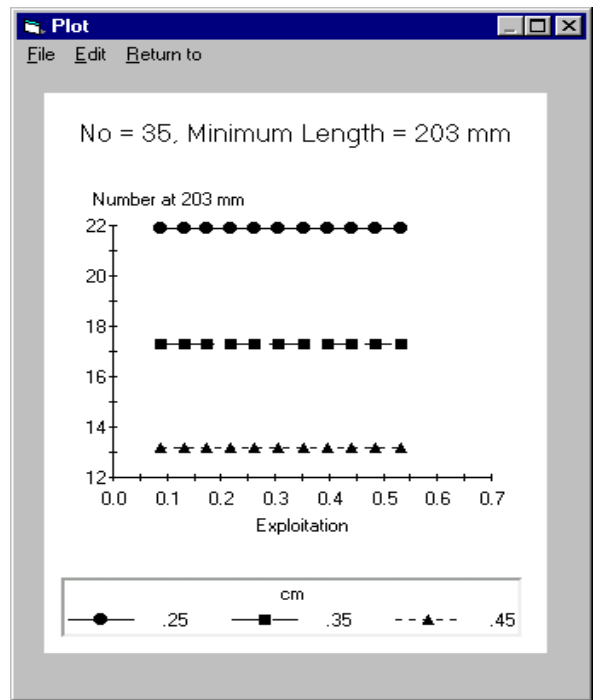 Plot
File Edit Return to
No = 35, Minimum Length = 203 mm
Number at 203 mm
22
20
18
16
14
12
0.0 0.1 0.2 0.3 0.4 0.5 0.6 0.7
Exploitation
cm
.25 .35 .45